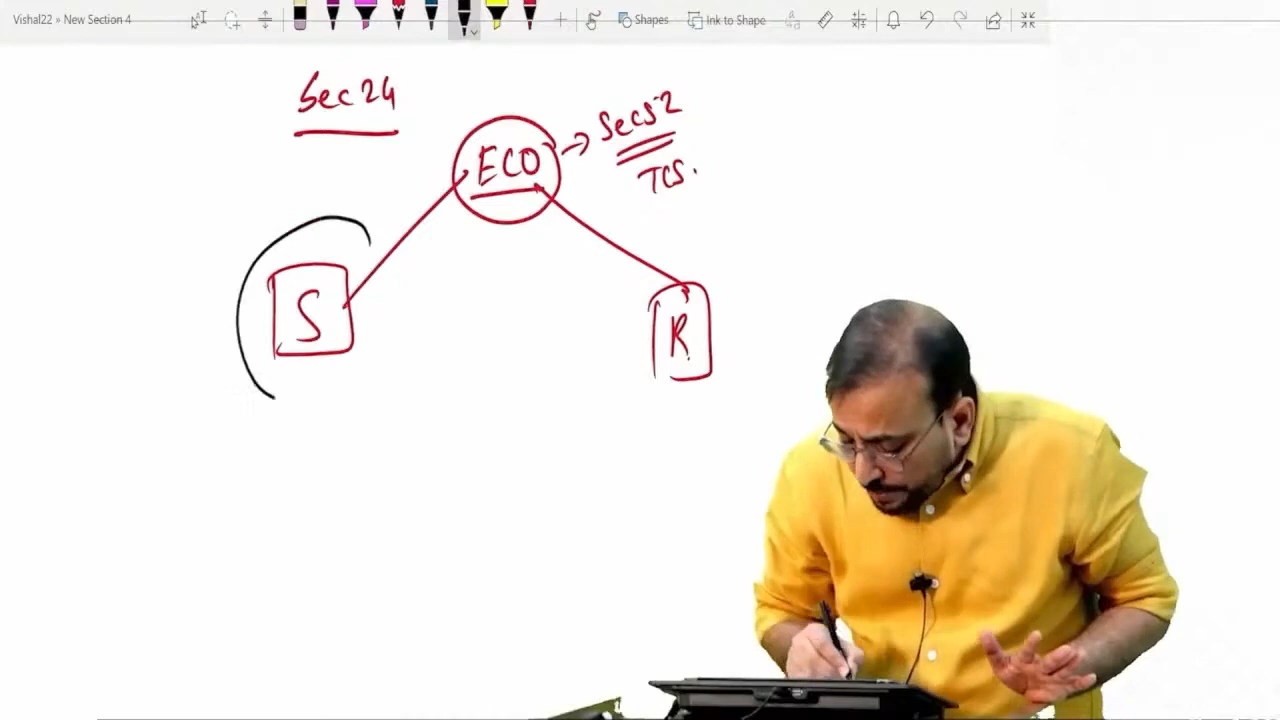 Vishal22 » New Section 4
Shapes
Ink to Shape
Sec 24
ECO → Sec 52
TCS.
S
R